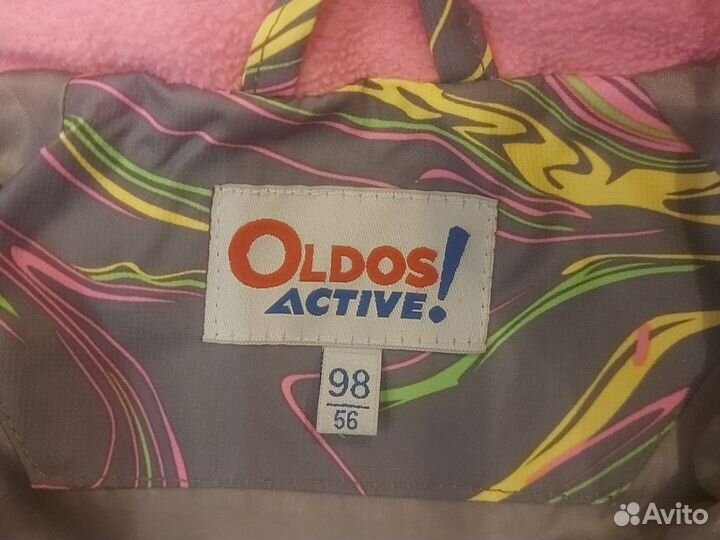 OLDOS
ACTIVE!
98
56
Avito